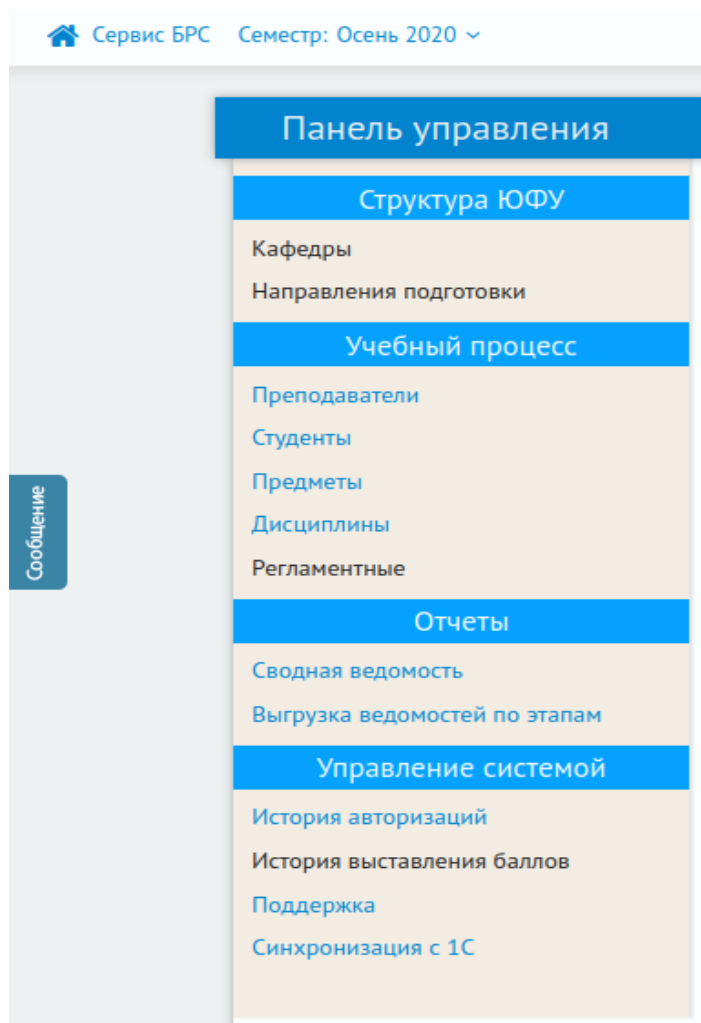 Сервис БРС Семестр: Осень 2020
Панель управления
Структура ЮФУ
Кафедры
Направления подготовки
Учебный процесс
Преподаватели
Студенты
Предметы
Дисциплины
Регламентные
Отчеты
Сводная ведомость
Выгрузка ведомостей по этапам
Управление системой
История авторизаций
История выставления баллов
Поддержка
Синхронизация с 1С
Сообщение